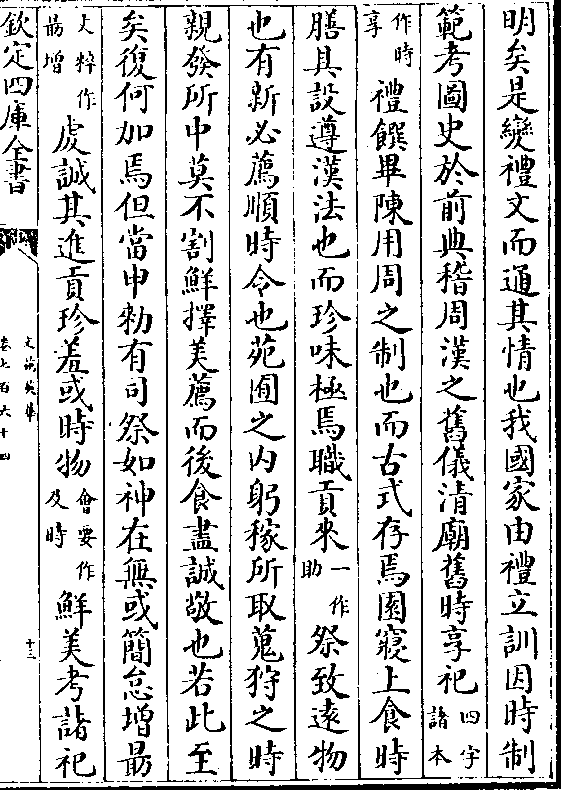 明矣是變禮文而通其情也我國家由禮立訓因時制
範考圖史於前典稽周漢之舊儀清廟舊時享祀四字諸本
作時享禮饌畢陳用周之制也而古式存焉園寢上食時
膳具設遵漢法也而珍味極焉職貢來一作助祭致遠物
也有新必薦順時令也苑囿之内躬稼所取蒐狩之時
親發所中莫不割鮮擇美薦而後食盡誠敬也若此至
矣復何加焉但當申勑有司祭如神在無或簡怠增朂
文粹作朂增虔誠其進貢珍羞或時物會要作及時鮮美考諸祀
欽定四庫全書
文苑英華
卷七百六十四
十三